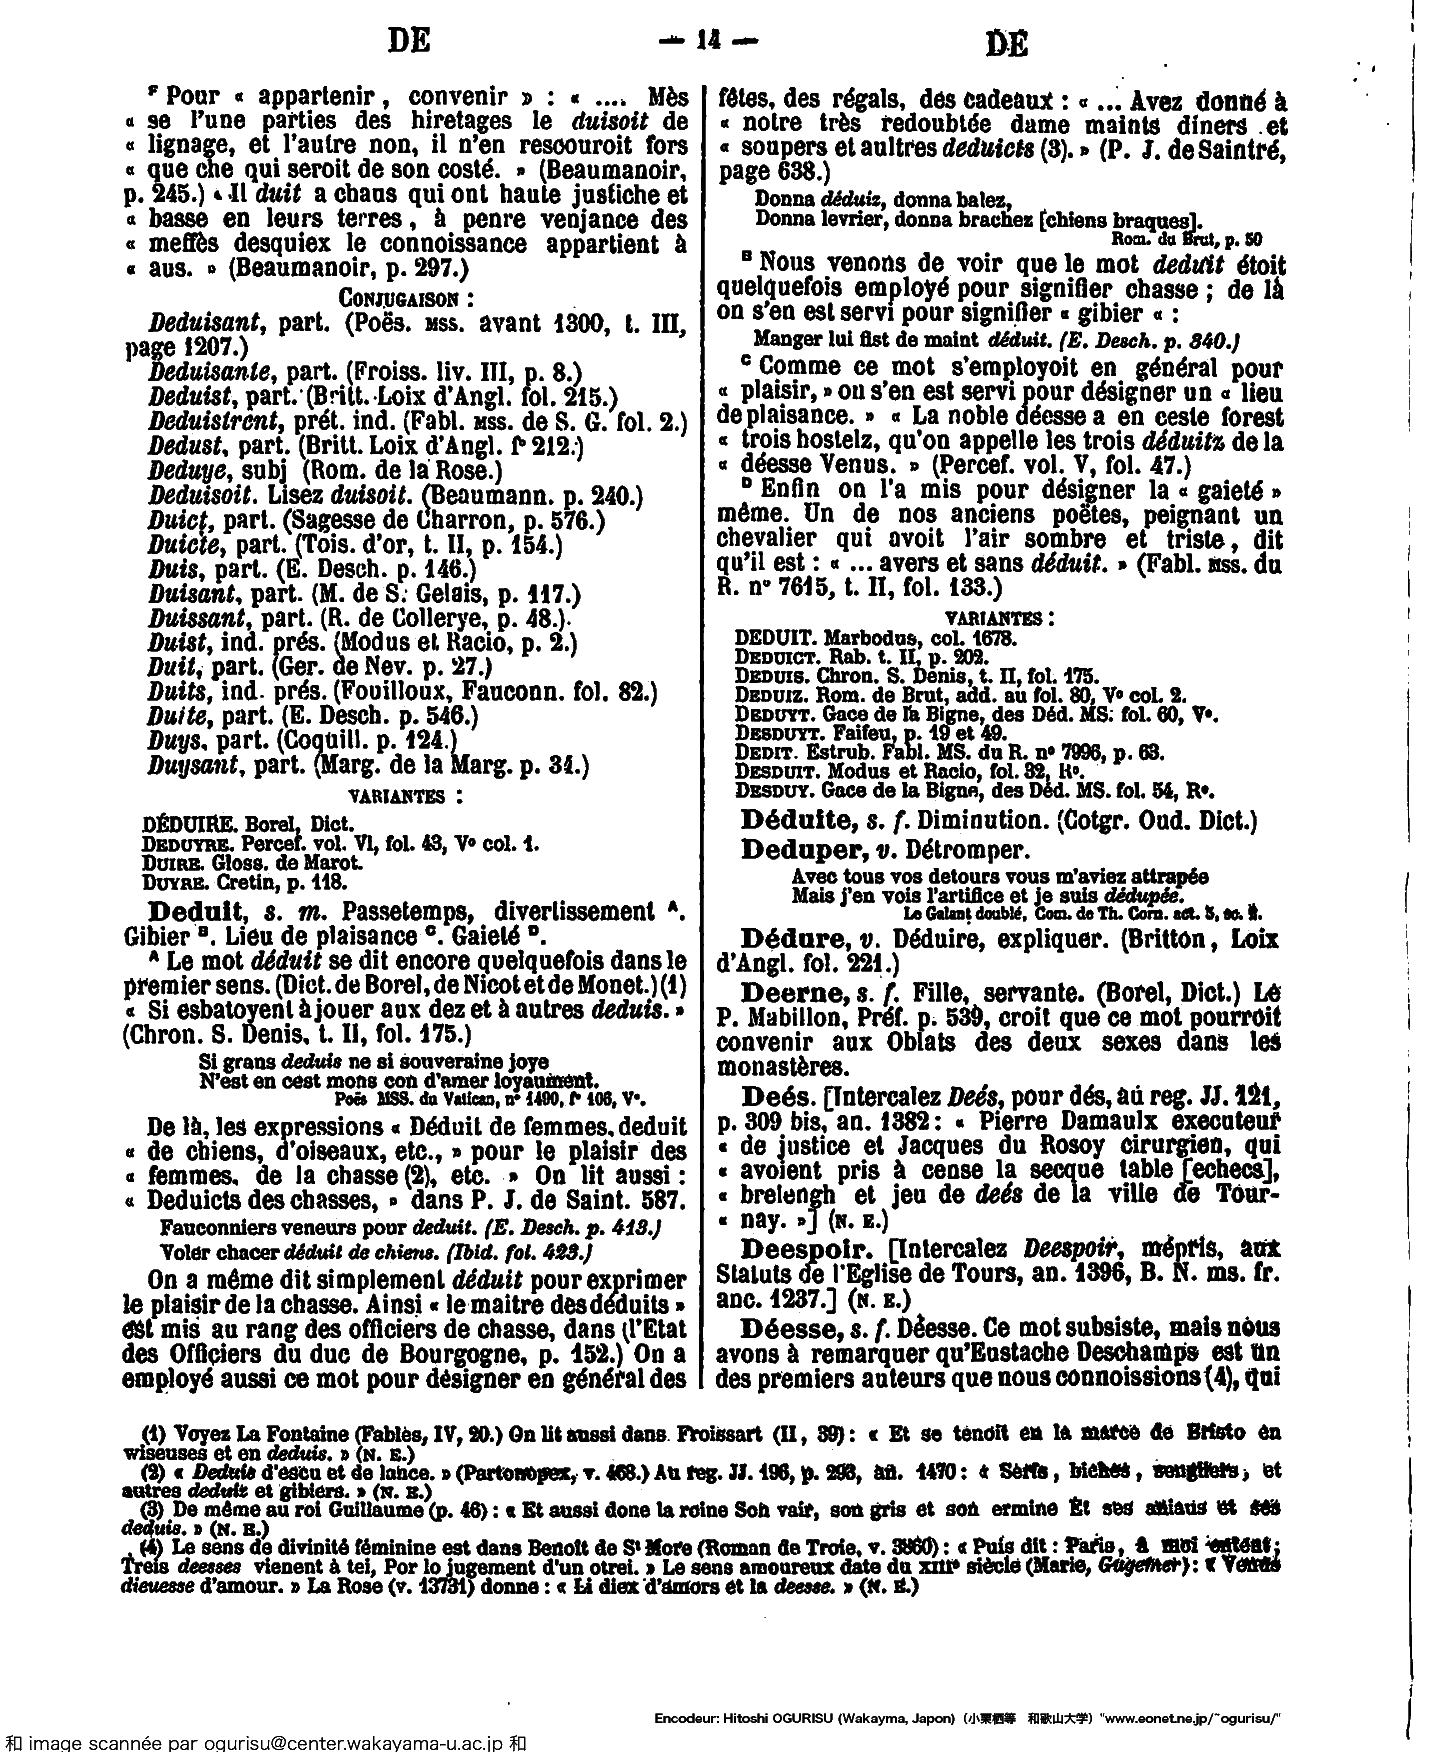 DE — 14 — DE
ᶠ Pour « appartenir, convenir » : « .... Mès
« se l'une parties des hiretages le duisoit de
« lignage, et l'autre non, il n'en rescouroit fors
« que che qui seroit de son costé. » (Beaumanoir,
p. 245.) « Il duit a chaus qui ont haute justiche et
« basse en leurs terres, à penre venjance des
« meffès desquiex le connoissance appartient à
« aus. » (Beaumanoir, p. 297.)
CONJUGAISON :
Deduisant, part. (Poës. MSS. avant 1300, t. III,
page 1207.)
Deduisante, part. (Froiss. liv. III, p. 8.)
Deduist, part. (Britt. Loix d'Angl. fol. 215.)
Deduistrent, prét. ind. (Fabl. MSS. de S. G. fol. 2.)
Dedust, part. (Britt. Loix d'Angl. f° 212.)
Deduye, subj (Rom. de la Rose.)
Deduisoit. Lisez duisoit. (Beaumann. p. 240.)
Duict, part. (Sagesse de Charron, p. 576.)
Duicte, part. (Tois. d'or, t. II, p. 154.)
Duis, part. (E. Desch. p. 146.)
Duisant, part. (M. de S. Gelais, p. 117.)
Duissant, part. (R. de Collerye, p. 48.)
Duist, ind. prés. (Modus et Racio, p. 2.)
Duit, part. (Ger. de Nev. p. 27.)
Duits, ind. prés. (Fouilloux, Fauconn. fol. 82.)
Duite, part. (E. Desch. p. 546.)
Duys, part. (Coquill. p. 124.)
Duysant, part. (Marg. de la Marg. p. 34.)
VARIANTES :
DÉDUIRE. Borel, Dict.
DEDUYRE. Percef. vol. VI, fol. 43, V° col. 1.
DUIRE. Gloss. de Marot.
DUYRE. Cretin, p. 118.
Deduit, s. m. Passetemps, divertissement ᴬ.
Gibier ᴮ. Lieu de plaisance ᶜ. Gaieté ᴰ.
ᴬ Le mot déduit se dit encore quelquefois dans le
premier sens. (Dict. de Borel, de Nicot et de Monet.) (1)
« Si esbatoyent à jouer aux dez et à autres deduis. »
(Chron. S. Denis, t. II, fol. 175.)
Si grans deduis ne si souveraine joye
N'est en cest mons con d'amer loyaument.
Poës MSS. du Vatican, n° 1490, f° 106, V°.
De là, les expressions « Déduit de femmes, deduit
« de chiens, d'oiseaux, etc., » pour le plaisir des
« femmes, de la chasse (2), etc. » On lit aussi :
« Deduicts des chasses, » dans P. J. de Saint. 587.
Fauconniers veneurs pour deduit. (E. Desch. p. 413.)
Voler chacer déduit de chiens. (Ibid. fol. 423.)
On a même dit simplement déduit pour exprimer
le plaisir de la chasse. Ainsi « le maitre des déduits »
est mis au rang des officiers de chasse, dans (l'Etat
des Officiers du duc de Bourgogne, p. 152.) On a
employé aussi ce mot pour désigner en général des
fêtes, des régals, des cadeaux : « ... Avez donné à
« notre très redoubtée dame maints diners et
« soupers et aultres deduicts (3). » (P. J. de Saintré,
page 638.)
Donna déduiz, donna balez,
Donna levrier, donna brachez [chiens braques].
Rom. du Brut, p. 50
ᴮ Nous venons de voir que le mot deduit étoit
quelquefois employé pour signifier chasse ; de là
on s'en est servi pour signifier « gibier « :
Manger lui fist de maint déduit. (E. Desch. p. 340.)
ᶜ Comme ce mot s'employoit en général pour
« plaisir, » on s'en est servi pour désigner un « lieu
de plaisance. » « La noble déesse a en ceste forest
« trois hostelz, qu'on appelle les trois déduitz de la
« déesse Venus. » (Percef. vol. V, fol. 47.)
ᴰ Enfin on l'a mis pour désigner la « gaieté »
même. Un de nos anciens poëtes, peignant un
chevalier qui avoit l'air sombre et triste, dit
qu'il est : « ... avers et sans déduit. » (Fabl. MSS. du
R. n° 7615, t. II, fol. 133.)
VARIANTES :
DEDUIT. Marbodus, col. 1678.
DEDUICT. Rab. t. II, p. 202.
DEDUIS. Chron. S. Denis, t. II, fol. 175.
DEDUIZ. Rom. de Brut, add. au fol. 80, V° col. 2.
DEDUYT. Gace de la Bigne, des Déd. MS. fol. 60, V°.
DESDUYT. Faifeu, p. 19 et 49.
DEDIT. Estrub. Fabl. MS. du R. n° 7996, p. 63.
DESDUIT. Modus et Racio, fol. 32, R°.
DESDUY. Gace de la Bigne, des Déd. MS. fol. 54, R°.
Déduite, s. f. Diminution. (Cotgr. Oud. Dict.)
Deduper, v. Détromper.
Avec tous vos detours vous m'aviez attrapée
Mais j'en vois l'artifice et je suis dédupée.
Le Galant doublé, Com. de Th. Corn. act. 5, sc.
Dédure, v. Déduire, expliquer. (Britton, Loix
d'Angl. fol. 221.)
Deerne, s. f. Fille, servante. (Borel, Dict.) Le
P. Mabillon, Préf. p. 539, croit que ce mot pourroit
convenir aux Oblats des deux sexes dans les
monastères.
Deés. [Intercalez Deés, pour dés, au reg. JJ. 121,
p. 309 bis, an. 1382 : « Pierre Damaulx executeur
« de justice et Jacques du Rosoy cirurgien, qui
« avoient pris à cense la secque table [echecs],
« brelengh et jeu de deés de la ville de Tour-
« nay. »] (N. E.)
Deespoir. [Intercalez Deespoir, mépris, aux
Statuts de l'Eglise de Tours, an. 1396, B. N. ms. fr.
anc. 1237.] (N. E.)
Déesse, s. f. Déesse. Ce mot subsiste, mais nous
avons à remarquer qu'Eustache Deschamps est un
des premiers auteurs que nous connoissions (4), qui
(1) Voyez La Fontaine (Fables, IV, 20.) On lit aussi dans Froissart (II, 39) : « Et se tenoit en la marce de Bristo en
wiseuses et en deduis. » (N. E.)
(2) « Deduis d'escu et de lance. » (Partonopex, v. 468.) Au reg. JJ. 196, p. 293, an. 1470 : « Serfs, biches, sengliers, et
autres deduiz et gibiers. » (N. E.)
(3) De même au roi Guillaume (p. 46) : « Et aussi done la roine Son vair, son gris et son ermine Et ses aniaus et ses
deduis. » (N. E.)
(4) Le sens de divinité féminine est dans Benoît de Sᵗ More (Roman de Troie, v. 3860) : « Puis dit : Paris, a moi entent ;
Treis deesses vienent à tei, Por lo jugement d'un otrei. » Le sens amoureux date du XIIIᵉ siècle (Marie, Gugemer) : « Venus
dieuesse d'amour. » La Rose (v. 13731) donne : « Li diex d'amors et la deesse. » (N. E.)
Encodeur: Hitoshi OGURISU (Wakayma, Japon)（小栗栖等　和歌山大学）"www.eonet.ne.jp/~ogurisu/"
和 image scannée par ogurisu@center.wakayama-u.ac.jp 和